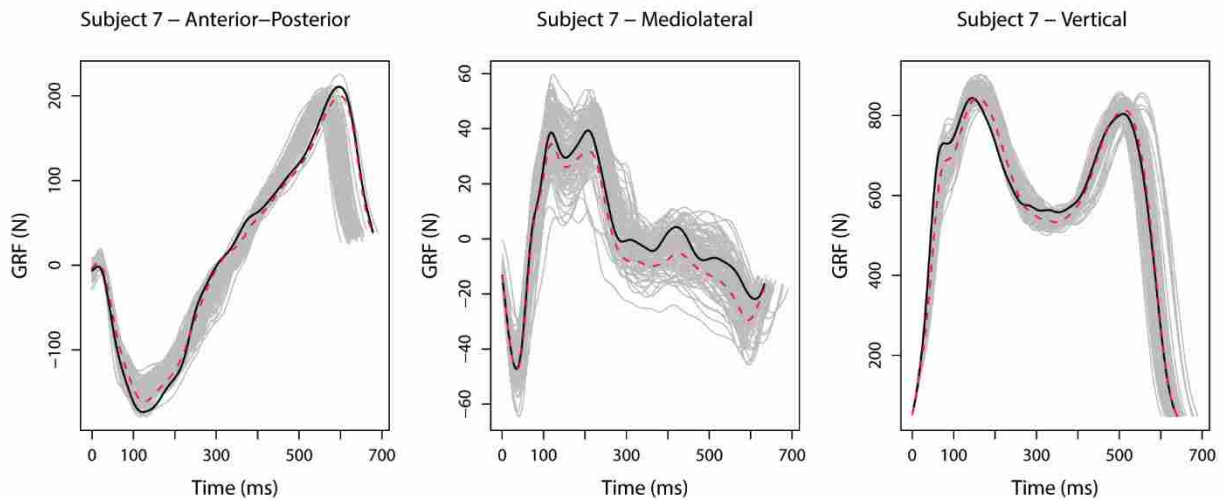 Subject 7 – Anterior–Posterior
GRF (N)
200
100
0
−100
0 100 300 500 700
Time (ms)
Subject 7 – Mediolateral
GRF (N)
60
40
20
0
−20
−40
−60
0 100 300 500 700
Time (ms)
Subject 7 – Vertical
GRF (N)
800
600
400
200
0 100 300 500 700
Time (ms)